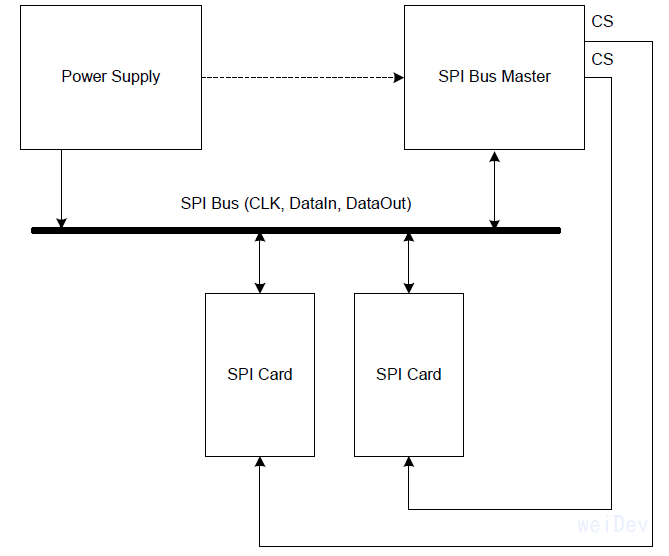 CS
CS
Power Supply
SPI Bus Master
SPI Bus (CLK, DataIn, DataOut)
SPI Card
SPI Card
weiDev